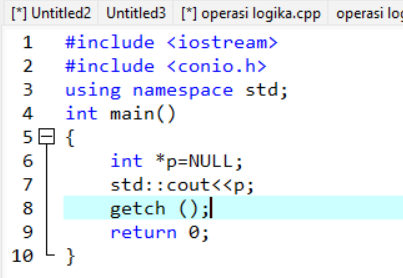 [*] Untitled2 Untitled3 [*] operasi logika.cpp operasi log
1 #include <iostream>
2 #include <conio.h>
3 using namespace std;
4 int main()
5 {
6 int *p=NULL;
7 std::cout<<p;
8 getch ();
9 return 0;
10 }